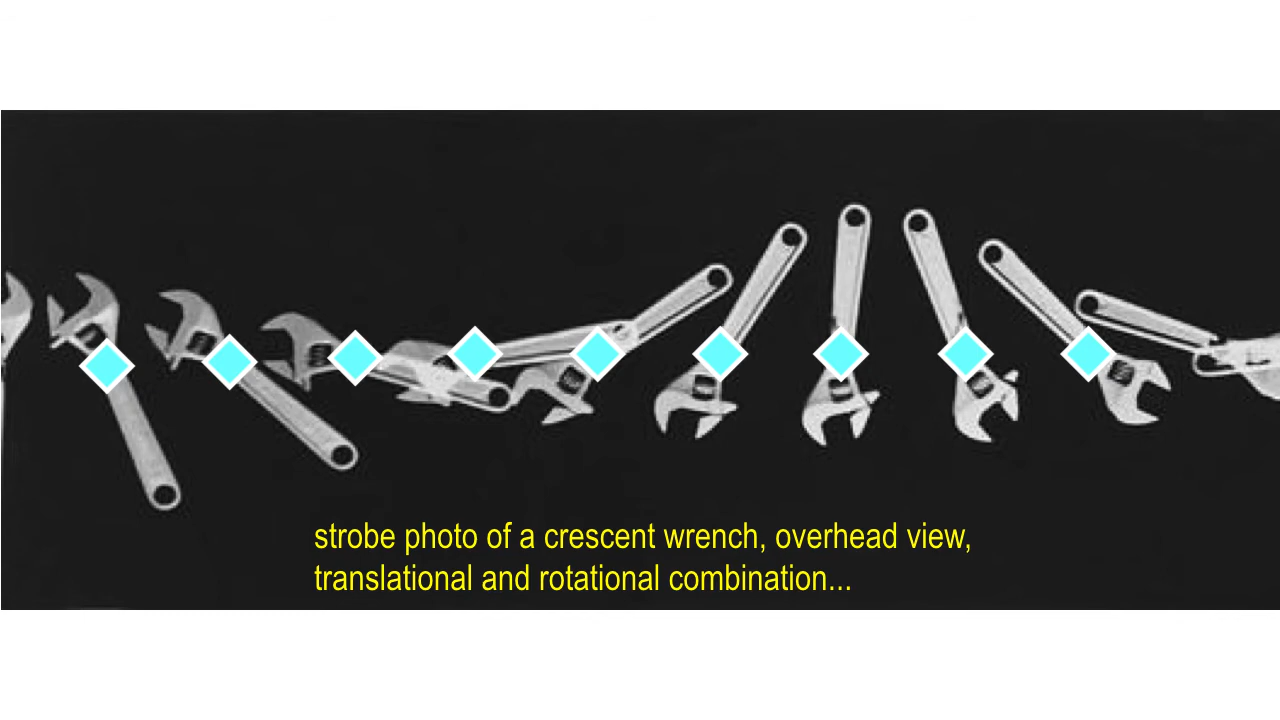 strobe photo of a crescent wrench, overhead view,
translational and rotational combination...